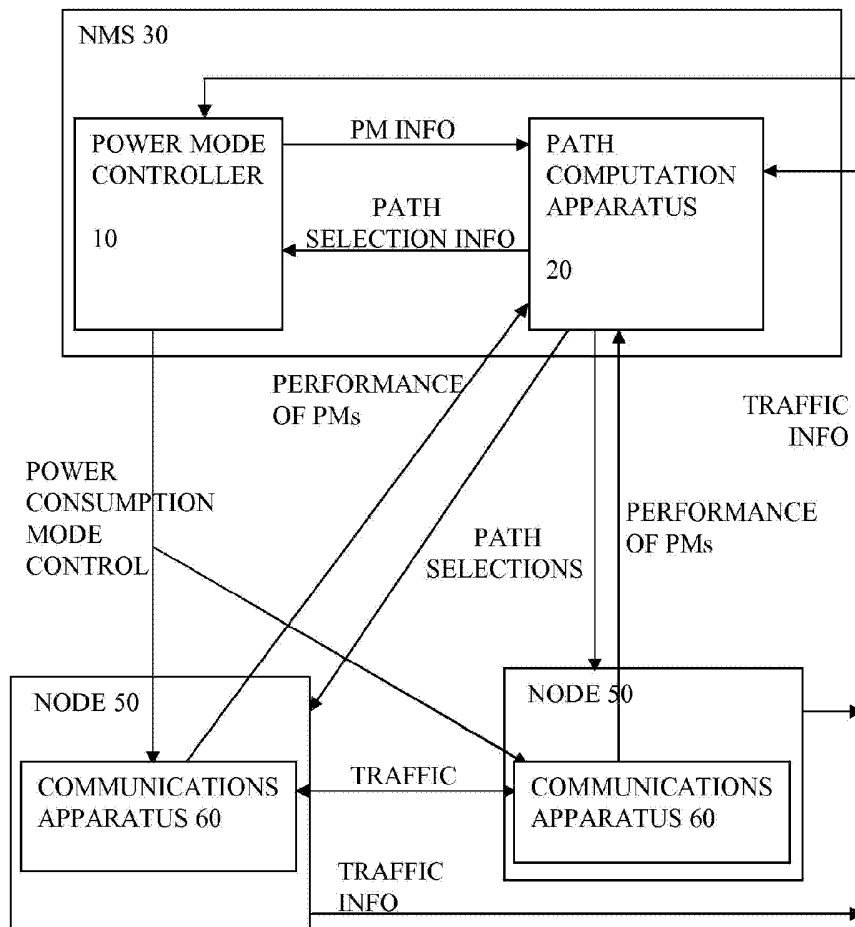 NMS 30
POWER MODE
CONTROLLER
10
PM INFO
PATH
SELECTION INFO
PATH
COMPUTATION
APPARATUS
20
PERFORMANCE
OF PMs
TRAFFIC
INFO
POWER
CONSUMPTION
MODE
CONTROL
PATH
SELECTIONS
PERFORMANCE
OF PMs
NODE 50
COMMUNICATIONS
APPARATUS 60
TRAFFIC
NODE 50
COMMUNICATIONS
APPARATUS 60
TRAFFIC
INFO